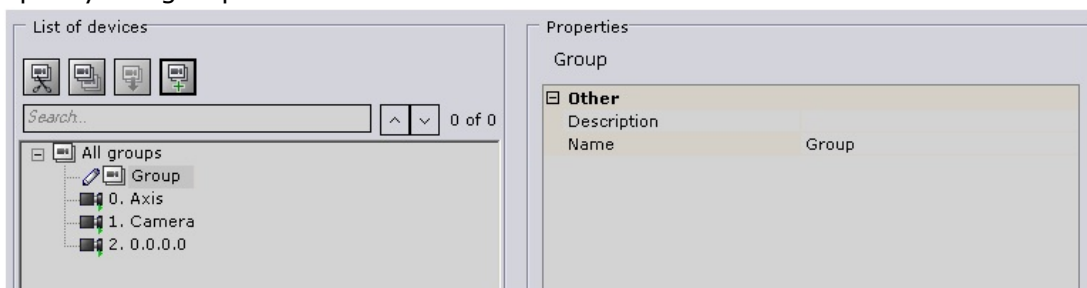 List of devices
Search...
0 of 0
All groups
Group
0. Axis
1. Camera
2. 0.0.0.0
Properties
Group
Other
Description
Name Group